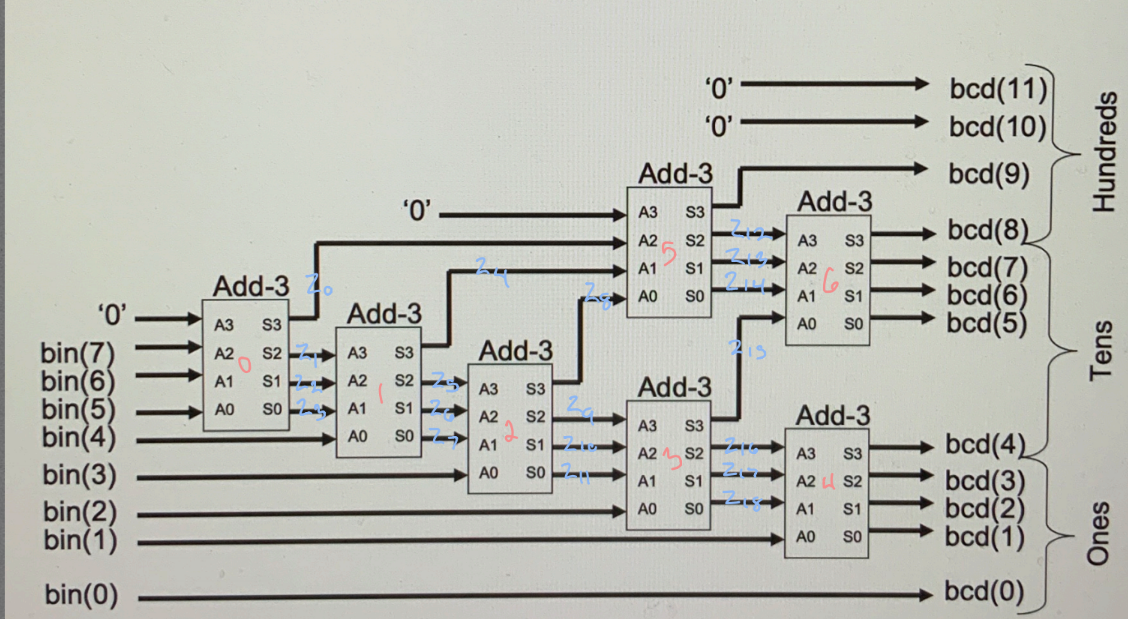 '0' bcd(11)
'0' bcd(10)
Hundreds
Add-3
bcd(9)
A3 S3
A2 S2
A1 S1
A0 S0
5
'0'
Z12
Z13
Z14
Add-3
bcd(8)
bcd(7)
bcd(6)
bcd(5)
A3 S3
A2 S2
A1 S1
A0 S0
6
Z0
Z4
Z8
Z15
Tens
Add-3
'0'
bin(7)
bin(6)
bin(5)
bin(4)
A3 S3
A2 S2
A1 S1
A0 S0
0
Z1
Z2
Z3
Add-3
A3 S3
A2 S2
A1 S1
A0 S0
1
Z5
Z6
Z7
Add-3
bin(3)
A3 S3
A2 S2
A1 S1
A0 S0
2
Z9
Z10
Z11
Add-3
bin(2)
A3 S3
A2 S2
A1 S1
A0 S0
3
Z16
Z17
Z18
Add-3
bin(1)
A3 S3
A2 S2
A1 S1
A0 S0
4
bcd(4)
bcd(3)
bcd(2)
bcd(1)
Ones
bin(0) bcd(0)